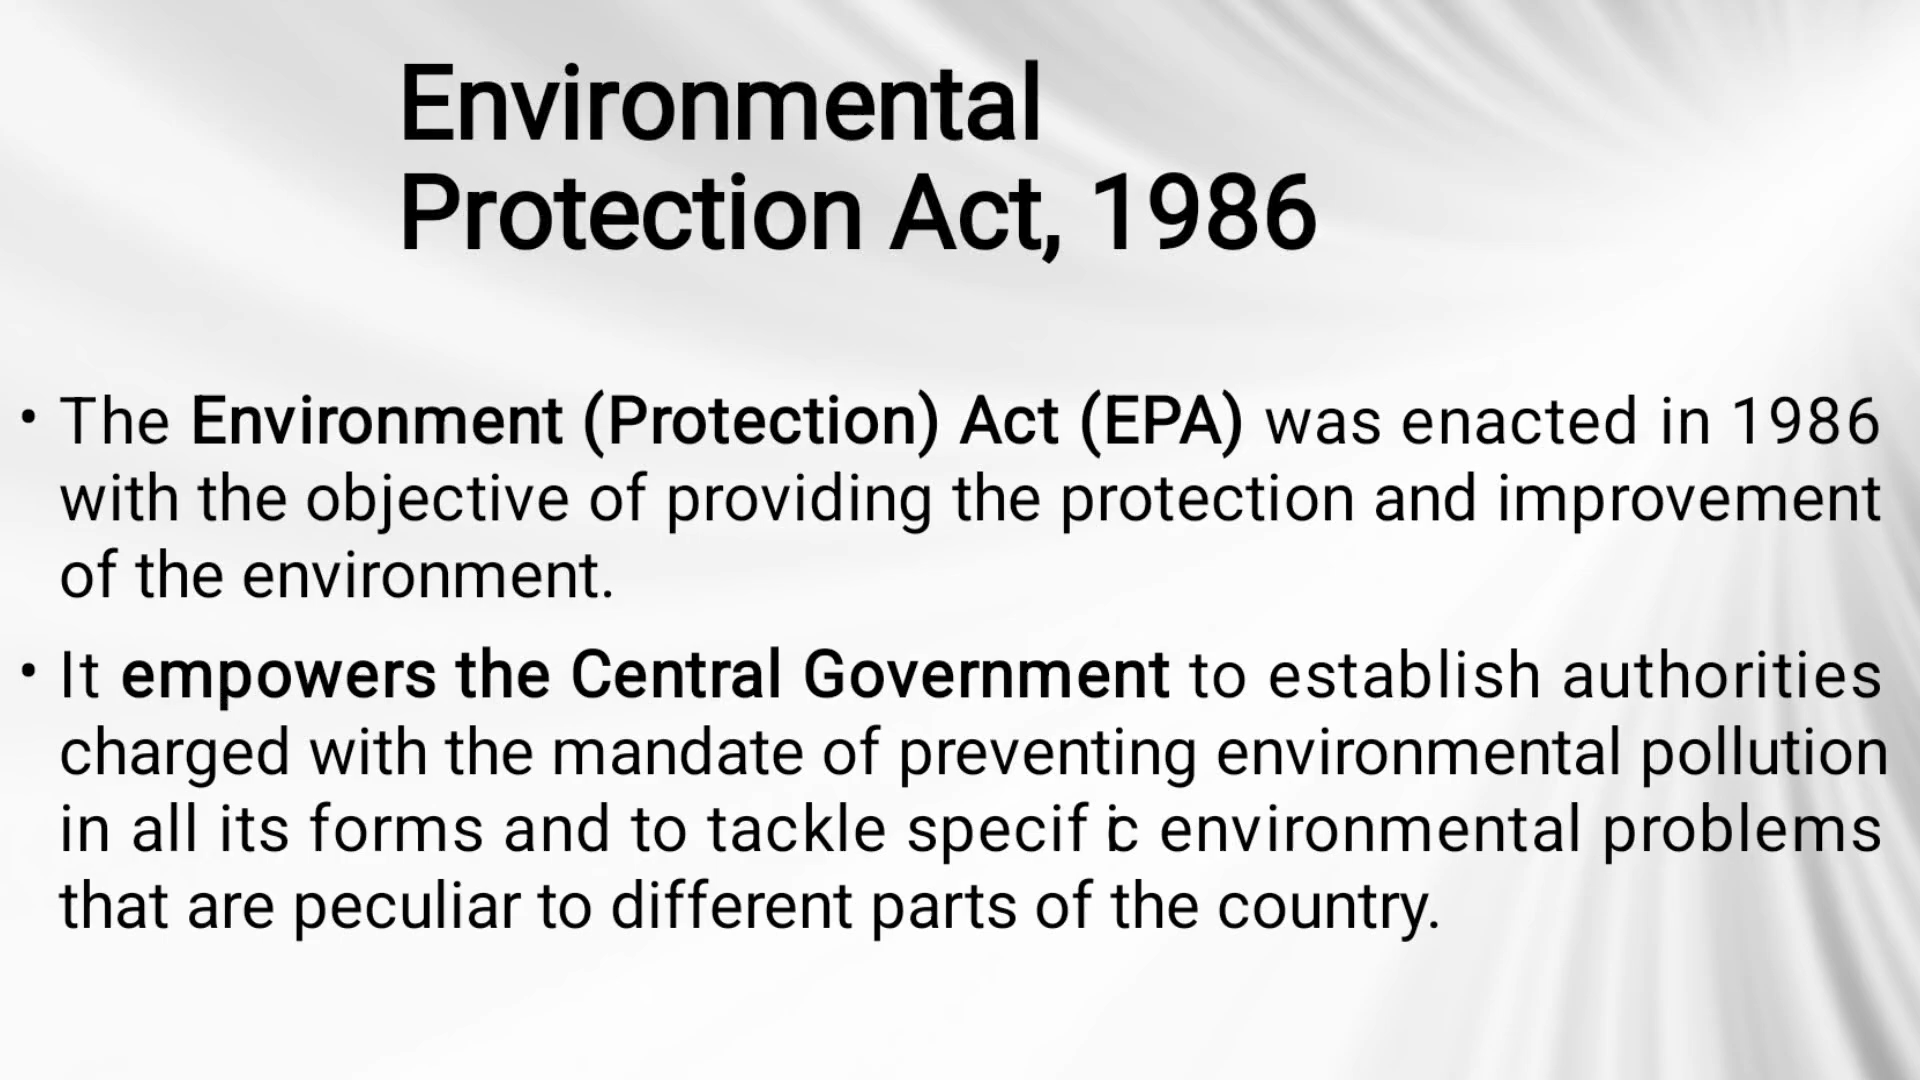 Environmental
Protection Act, 1986
• The Environment (Protection) Act (EPA) was enacted in 1986
with the objective of providing the protection and improvement
of the environment.
• It empowers the Central Government to establish authorities
charged with the mandate of preventing environmental pollution
in all its forms and to tackle specific environmental problems
that are peculiar to different parts of the country.